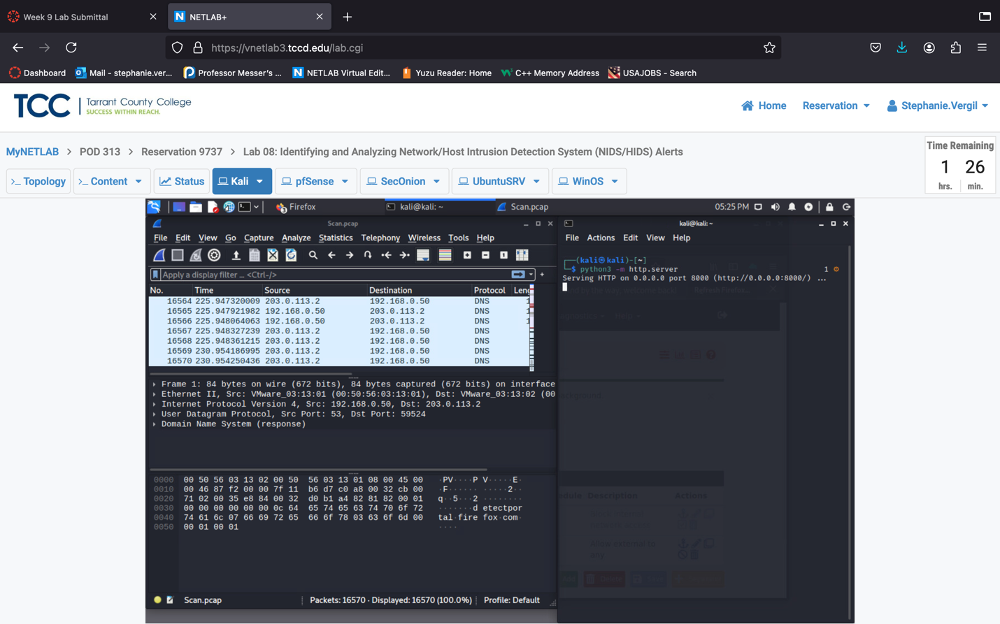 Week 9 Lab Submittal
NETLAB+
https://vnetlab3.tccd.edu/lab.cgi
Dashboard
Mail - stephanie.ver...
Professor Messer's ...
NETLAB Virtual Edit...
Yuzu Reader: Home
C++ Memory Address
USAJOBS - Search
TCC
Tarrant County College
SUCCESS WITHIN REACH.
Home
Reservation
Stephanie.Vergil
MyNETLAB > POD 313 > Reservation 9737 > Lab 08: Identifying and Analyzing Network/Host Intrusion Detection System (NIDS/HIDS) Alerts
Time Remaining
1 26
hrs. min.
>_ Topology
>_ Content
Status
Kali
pfSense
SecOnion
UbuntuSRV
WinOS
Firefox
kali@kali: ~
Scan.pcap
05:25 PM
Scan.pcap
File Edit View Go Capture Analyze Statistics Telephony Wireless Tools Help
Apply a display filter ... <Ctrl-/>
No. Time Source Destination Protocol Leng
16564 225.947320009 203.0.113.2 192.168.0.50 DNS 1
16565 225.947921982 192.168.0.50 203.0.113.2 DNS 1
16566 225.948064063 192.168.0.50 203.0.113.2 DNS 1
16567 225.948327239 203.0.113.2 192.168.0.50 DNS
16568 225.948361215 203.0.113.2 192.168.0.50 DNS
16569 230.954186995 203.0.113.2 192.168.0.50 DNS
16570 230.954250436 203.0.113.2 192.168.0.50 DNS
Frame 1: 84 bytes on wire (672 bits), 84 bytes captured (672 bits) on interface
Ethernet II, Src: VMware_03:13:01 (00:50:56:03:13:01), Dst: VMware_03:13:02 (00
Internet Protocol Version 4, Src: 192.168.0.50, Dst: 203.0.113.2
User Datagram Protocol, Src Port: 53, Dst Port: 59524
Domain Name System (response)
0000 00 50 56 03 13 02 00 50 56 03 13 01 08 00 45 00 ·PV····P V·····E·
0010 00 46 87 f2 00 00 7f 11 b6 d7 c0 a8 00 32 cb 00 ·F······ ·····2··
0020 71 02 00 35 e8 84 00 32 d0 b1 a4 82 81 82 00 01 q··5···2 ········
0030 00 00 00 00 00 00 0c 64 65 74 65 63 74 70 6f 72 ·······d etectpor
0040 74 61 6c 07 66 69 72 65 66 6f 78 03 63 6f 6d 00 tal·fire fox·com·
0050 00 01 00 01 ····
Scan.pcap
Packets: 16570 · Displayed: 16570 (100.0%)
Profile: Default
kali@kali: ~
File Actions Edit View Help
(kali㉿kali)-[~]
$ python3 -m http.server 1
Serving HTTP on 0.0.0.0 port 8000 (http://0.0.0.0:8000/) ...
Help
background.
Description Actions
Allow external to
any
Delete